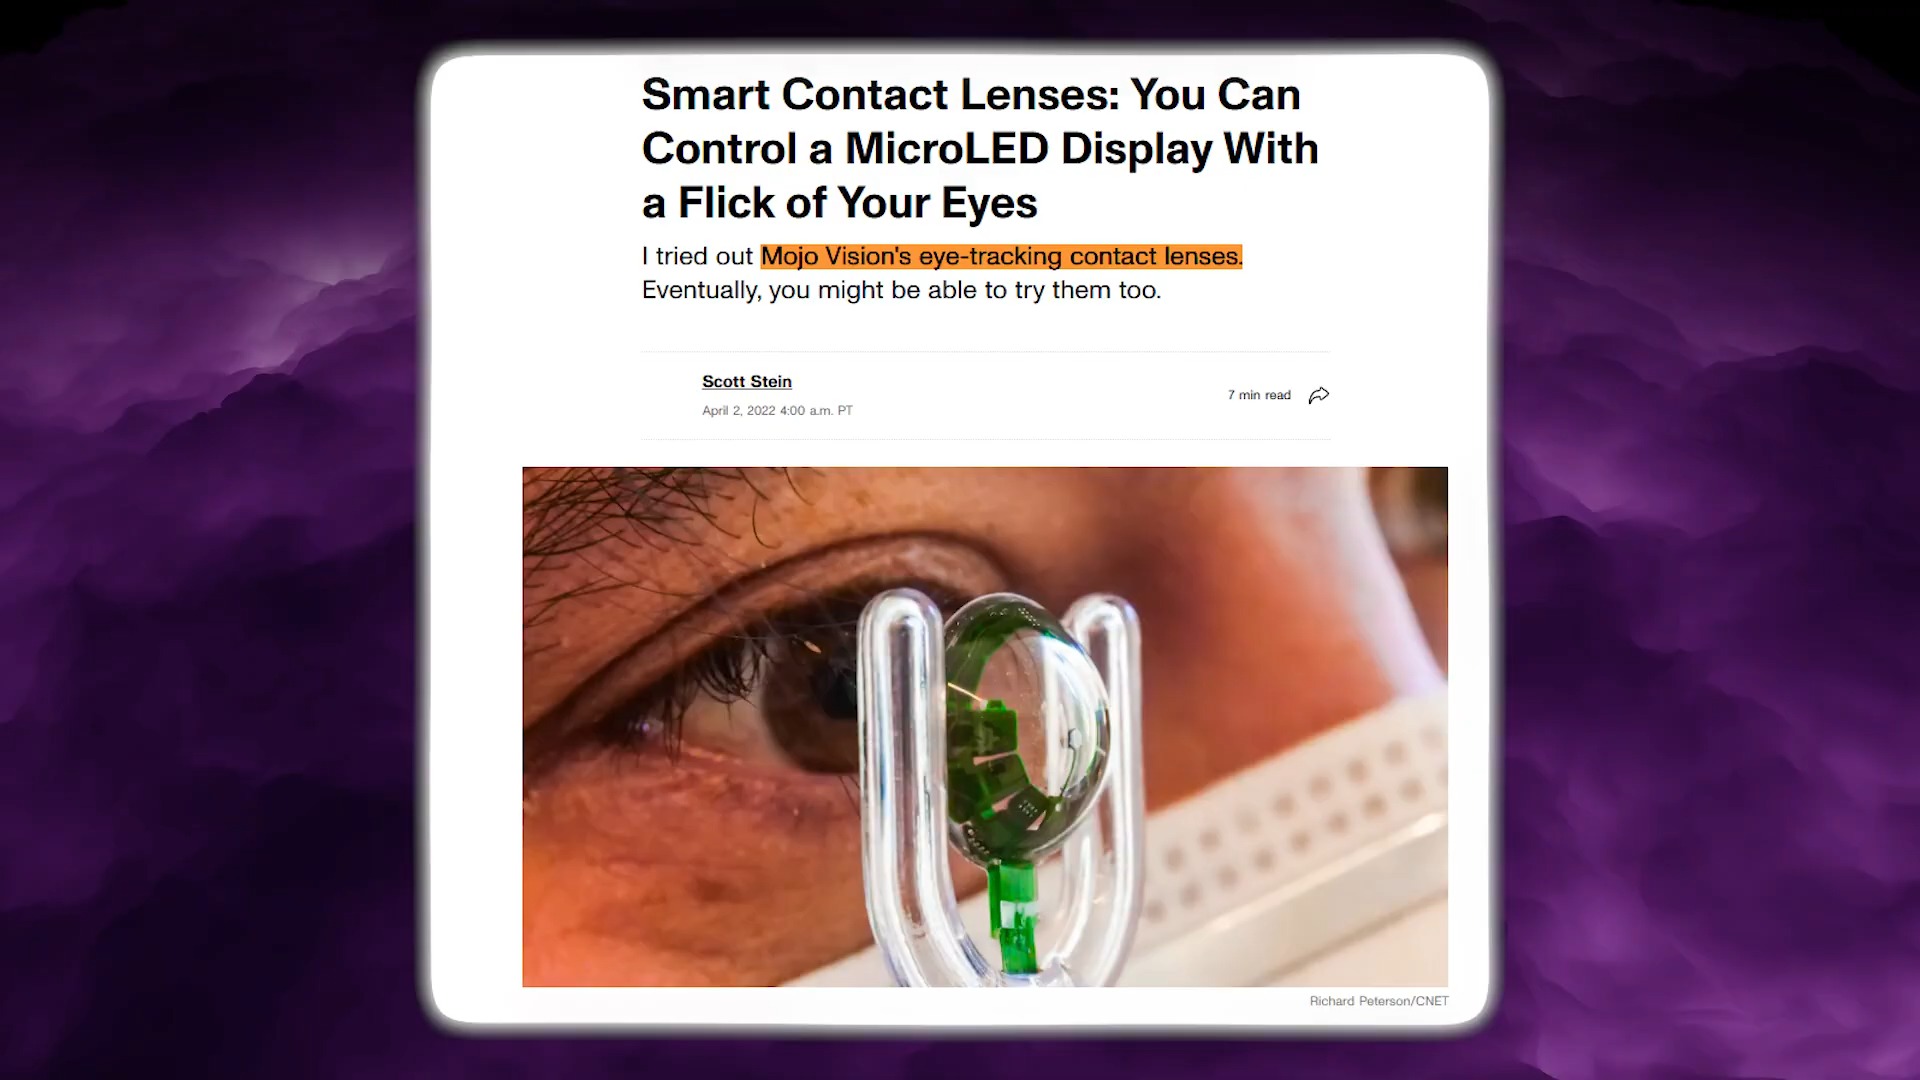 Smart Contact Lenses: You Can
Control a MicroLED Display With
a Flick of Your Eyes
I tried out Mojo Vision's eye-tracking contact lenses.
Eventually, you might be able to try them too.
Scott Stein
April 2, 2022 4:00 a.m. PT
7 min read
Richard Peterson/CNET